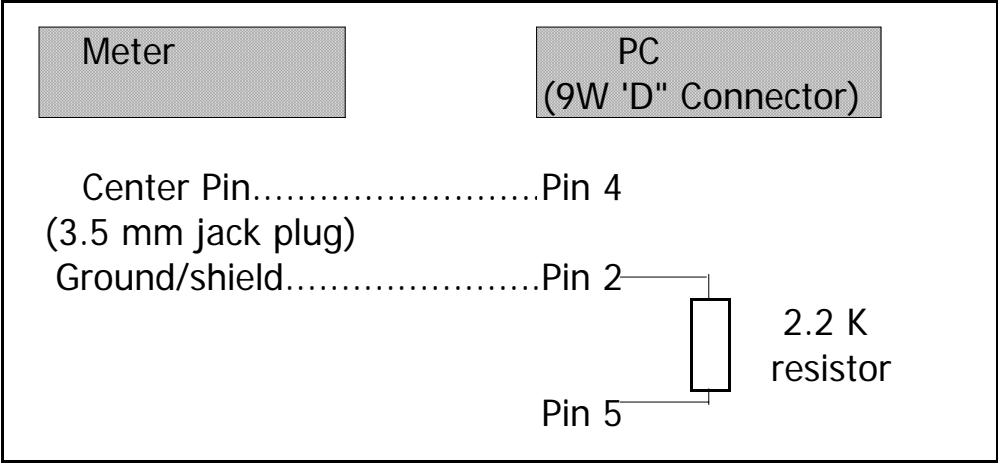 Meter
PC
(9W 'D" Connector)
Center Pin..........................Pin 4
(3.5 mm jack plug)
Ground/shield.......................Pin 2
2.2 K
resistor
Pin 5